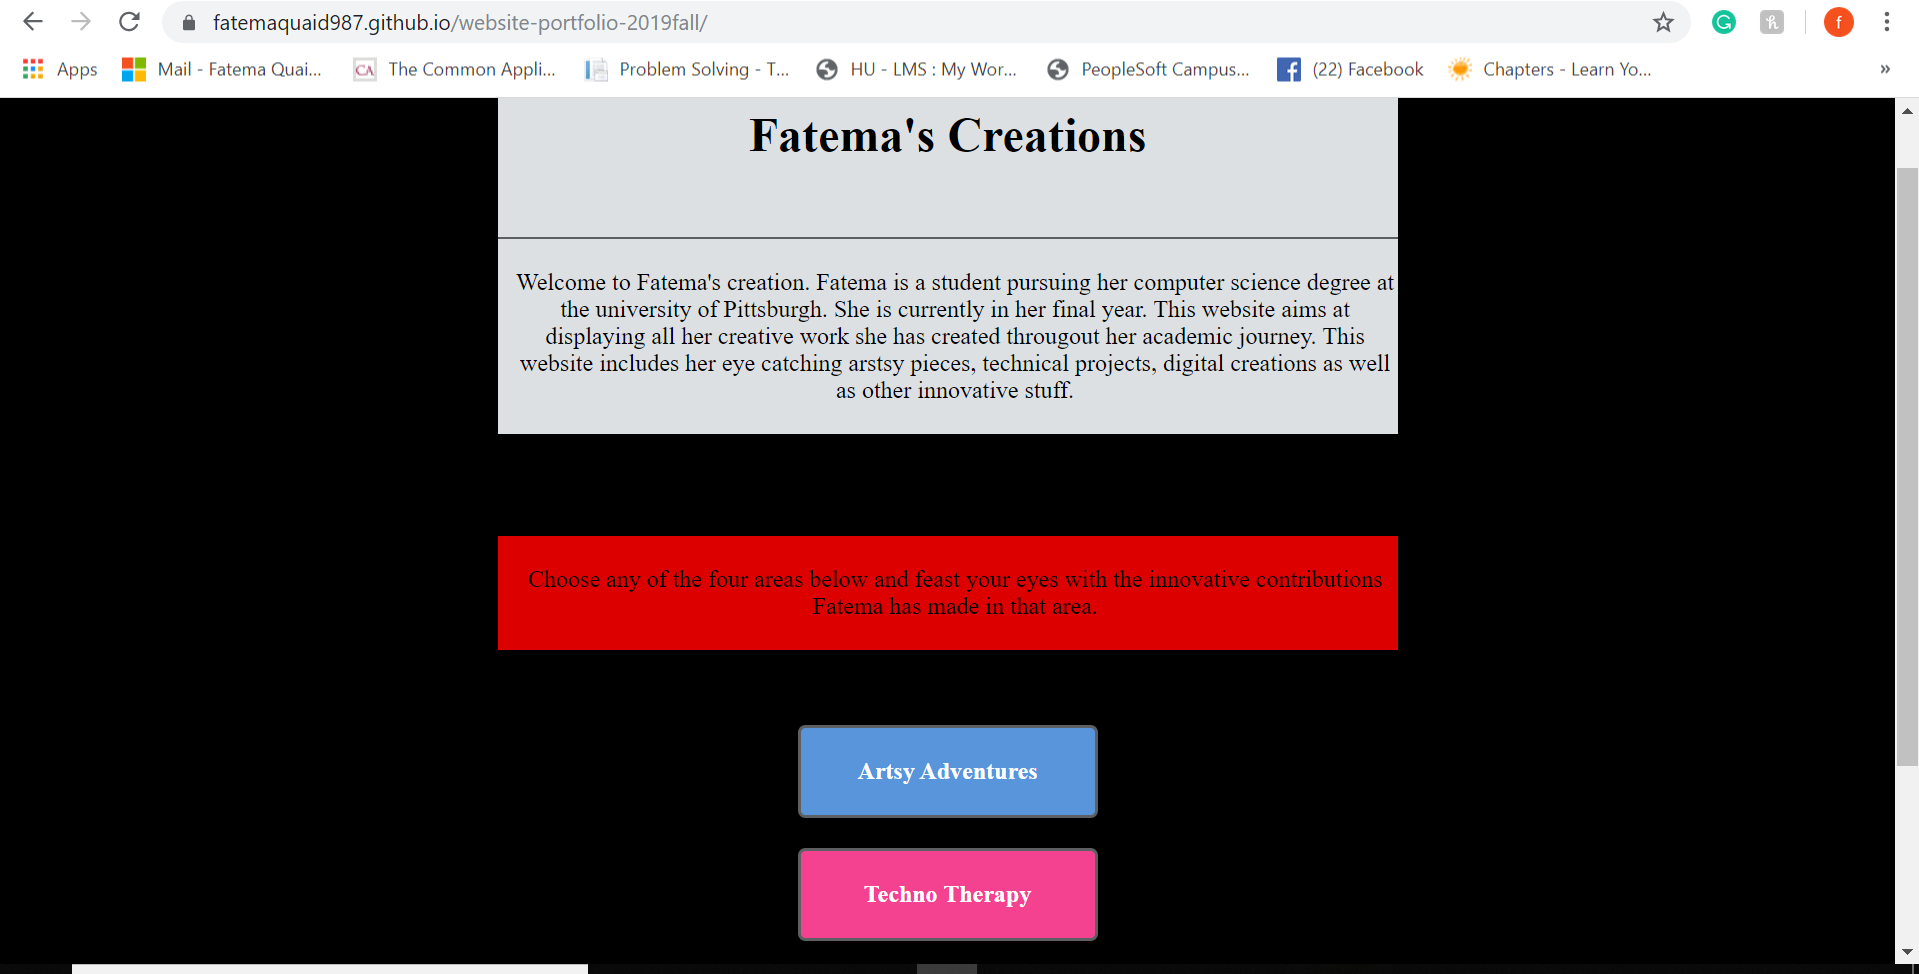 fatemaquaid987.github.io/website-portfolio-2019fall/
f
Apps
Mail - Fatema Quai...
CA
The Common Appli...
Problem Solving - T...
HU - LMS : My Wor...
PeopleSoft Campus...
(22) Facebook
Chapters - Learn Yo...
»
Fatema's Creations
Welcome to Fatema's creation. Fatema is a student pursuing her computer science degree at
the university of Pittsburgh. She is currently in her final year. This website aims at
displaying all her creative work she has created througout her academic journey. This
website includes her eye catching arstsy pieces, technical projects, digital creations as well
as other innovative stuff.
Choose any of the four areas below and feast your eyes with the innovative contributions
Fatema has made in that area.
Artsy Adventures
Techno Therapy